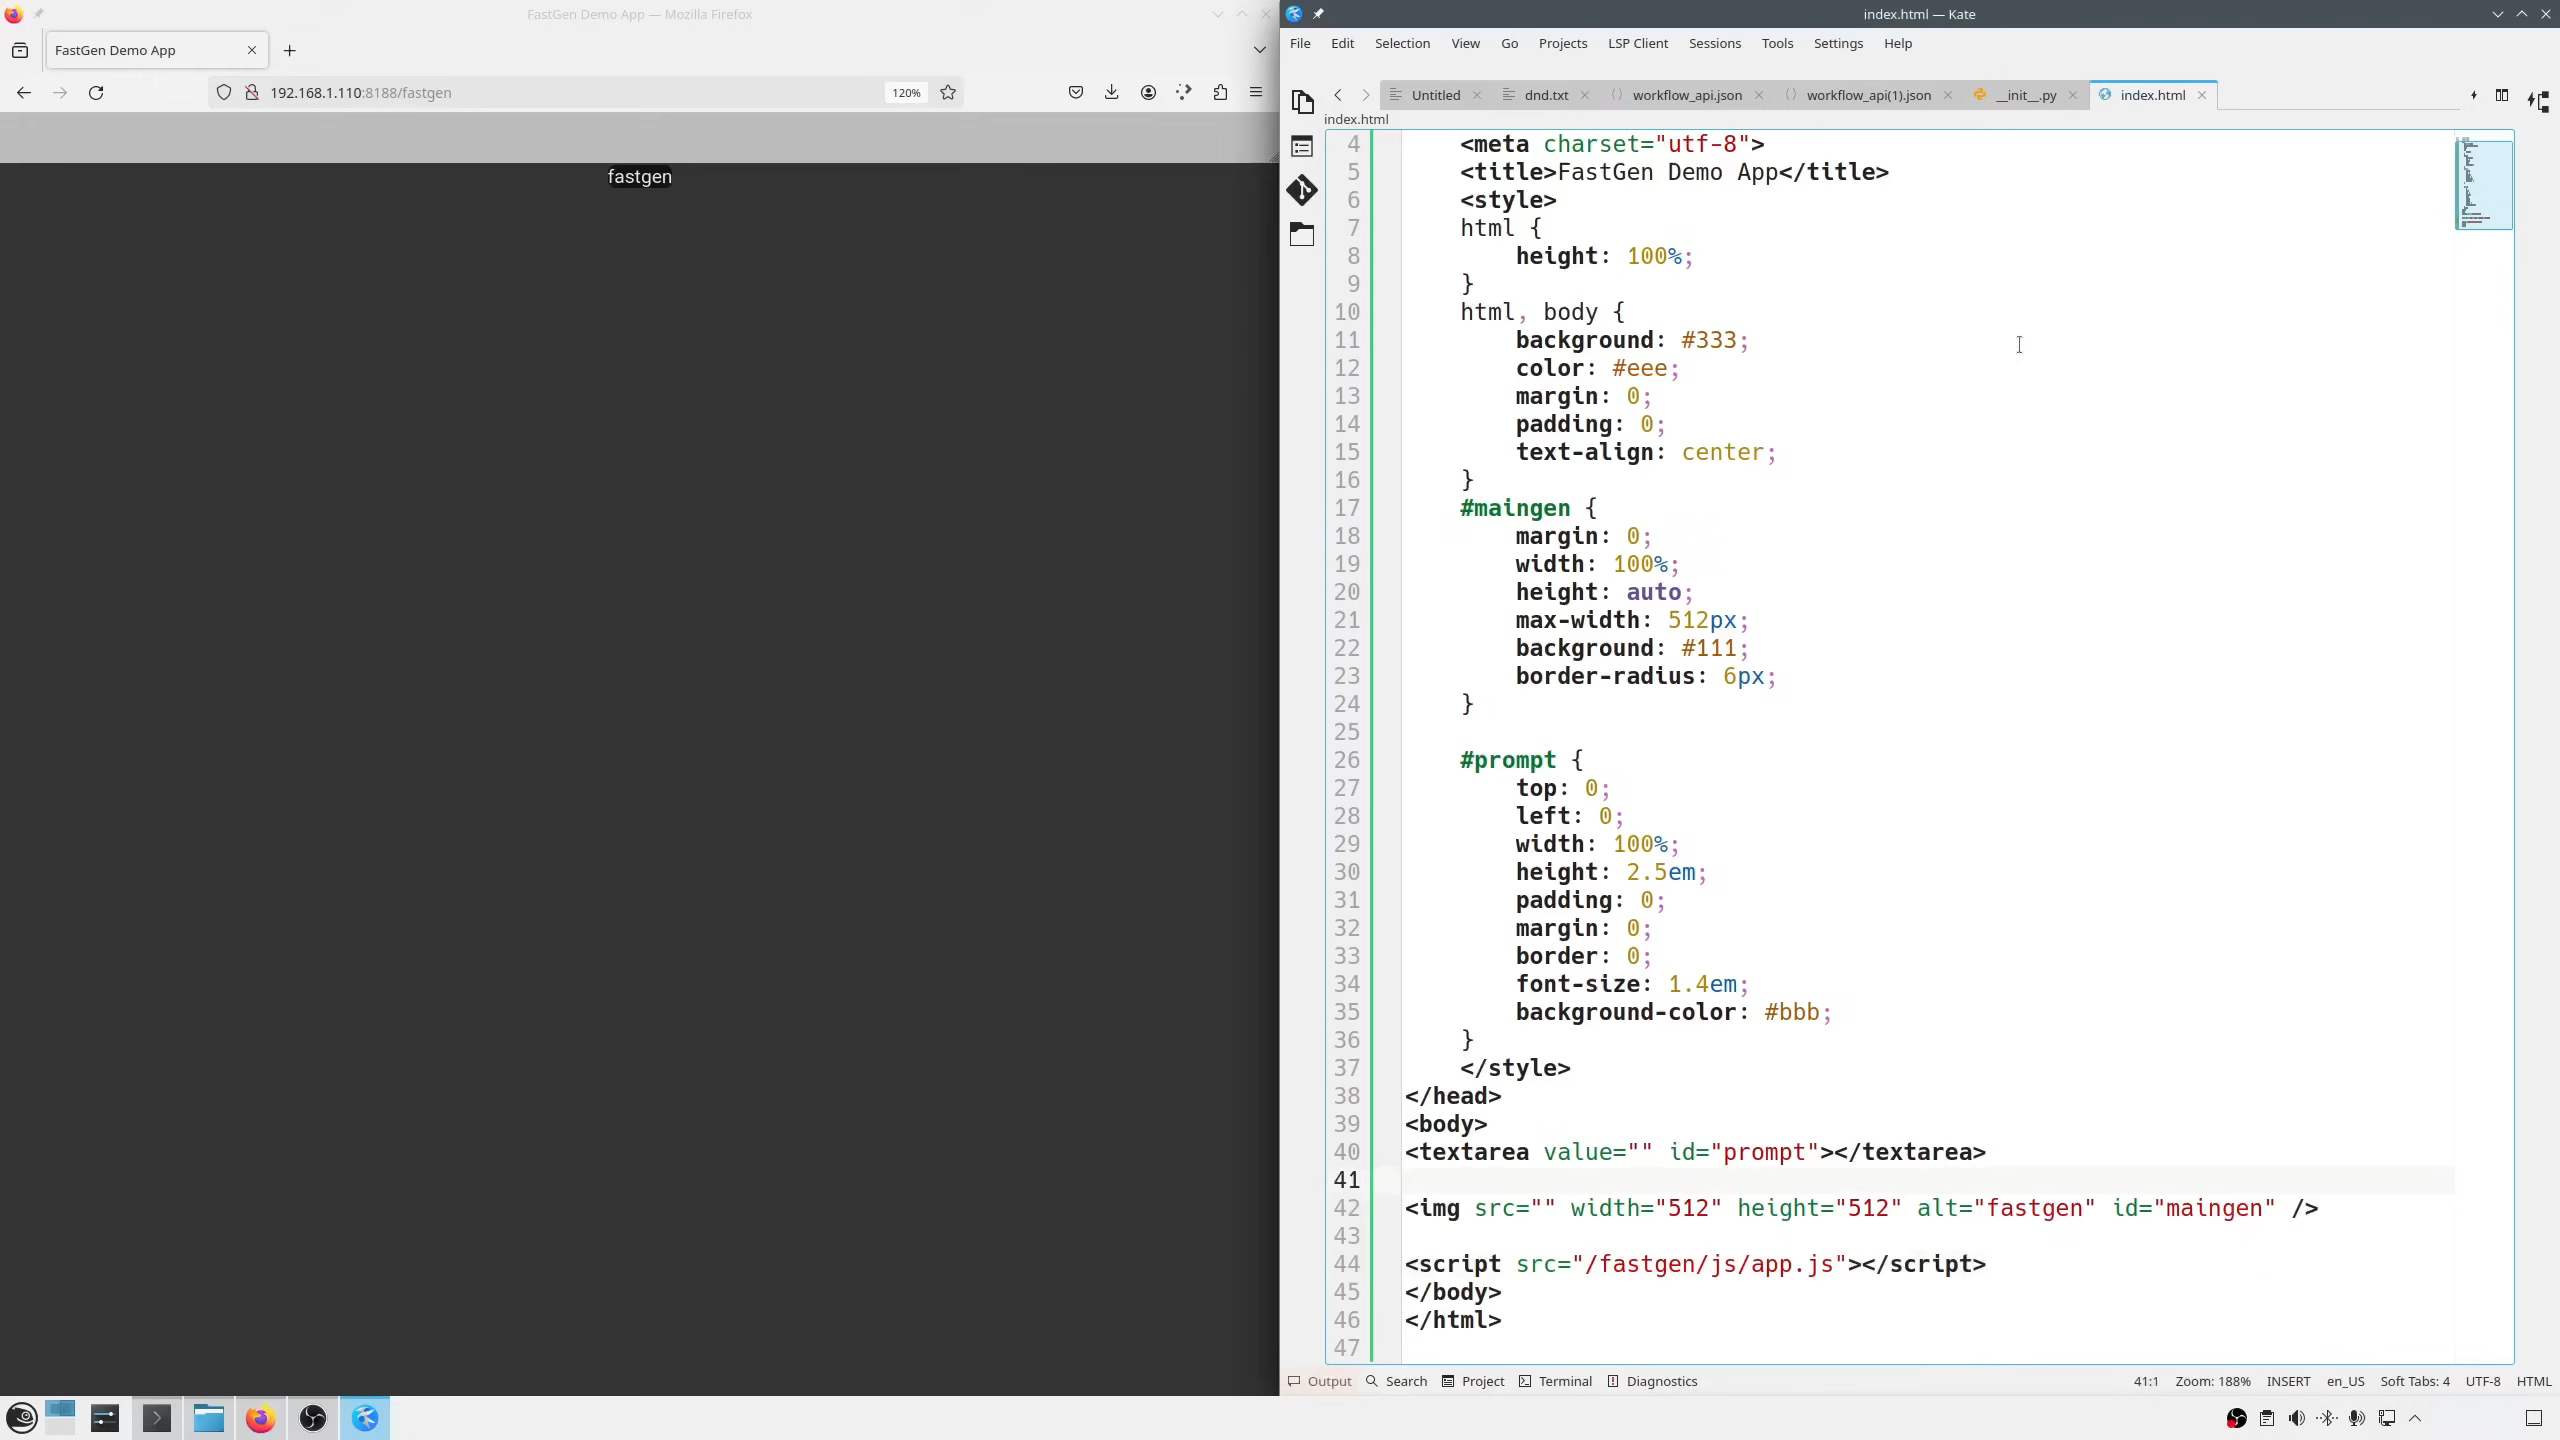 FastGen Demo App — Mozilla Firefox
FastGen Demo App
192.168.1.110:8188/fastgen
120%
fastgen
index.html — Kate
File Edit Selection View Go Projects LSP Client Sessions Tools Settings Help
Untitled dnd.txt workflow_api.json workflow_api(1).json __init__.py index.html
index.html
4 <meta charset="utf-8">
5 <title>FastGen Demo App</title>
6 <style>
7 html {
8 height: 100%;
9 }
10 html, body {
11 background: #333;
12 color: #eee;
13 margin: 0;
14 padding: 0;
15 text-align: center;
16 }
17 #maingen {
18 margin: 0;
19 width: 100%;
20 height: auto;
21 max-width: 512px;
22 background: #111;
23 border-radius: 6px;
24 }
25
26 #prompt {
27 top: 0;
28 left: 0;
29 width: 100%;
30 height: 2.5em;
31 padding: 0;
32 margin: 0;
33 border: 0;
34 font-size: 1.4em;
35 background-color: #bbb;
36 }
37 </style>
38 </head>
39 <body>
40 <textarea value="" id="prompt"></textarea>
41
42 <img src="" width="512" height="512" alt="fastgen" id="maingen" />
43
44 <script src="/fastgen/js/app.js"></script>
45 </body>
46 </html>
47
Output Search Project Terminal Diagnostics 41:1 Zoom: 188% INSERT en_US Soft Tabs: 4 UTF-8 HTML